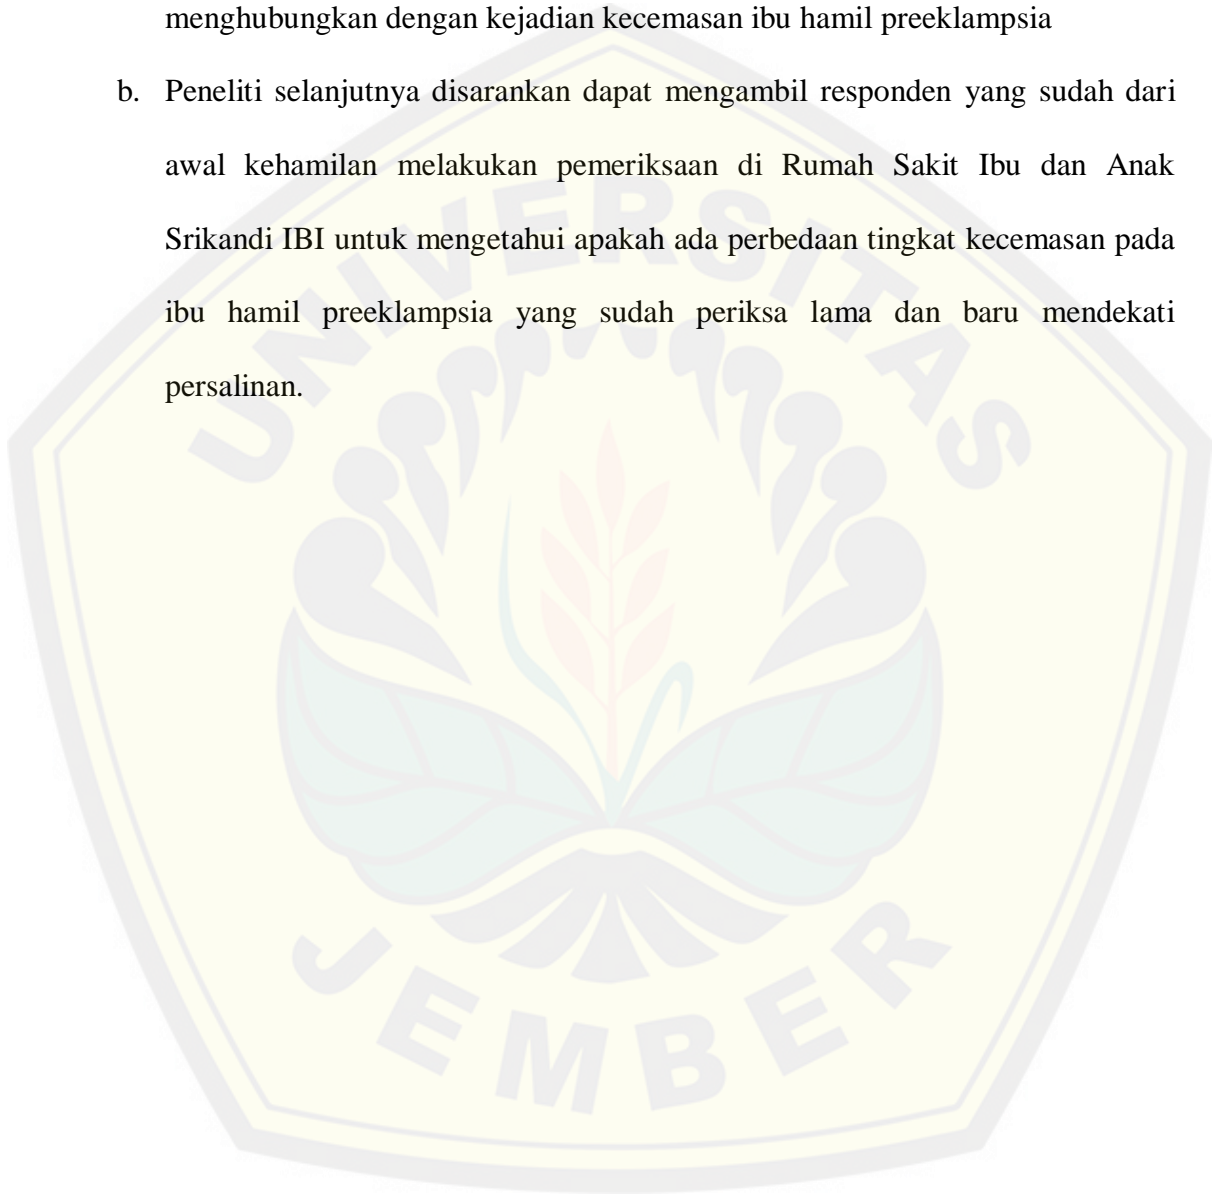 menghubungkan dengan kejadian kecemasan ibu hamil preeklampsia
b. Peneliti selanjutnya disarankan dapat mengambil responden yang sudah dari
awal kehamilan melakukan pemeriksaan di Rumah Sakit Ibu dan Anak
Srikandi IBI untuk mengetahui apakah ada perbedaan tingkat kecemasan pada
ibu hamil preeklampsia yang sudah periksa lama dan baru mendekati
persalinan.
UNIVERSITAS
JEMBER